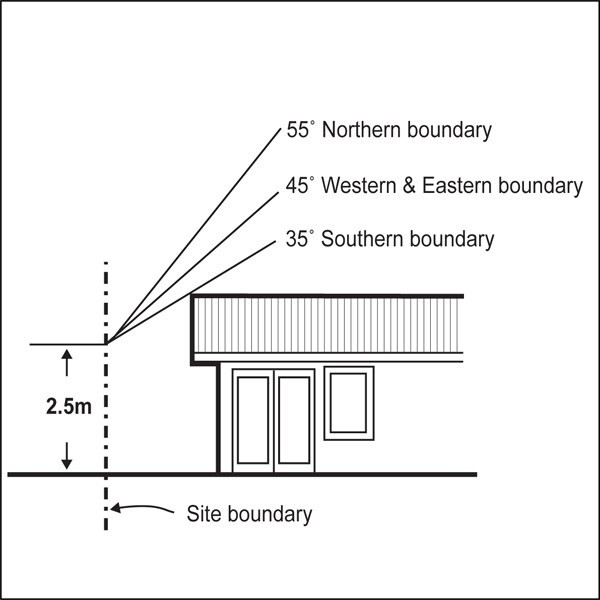 55° Northern boundary
45° Western & Eastern boundary
35° Southern boundary
2.5m
Site boundary